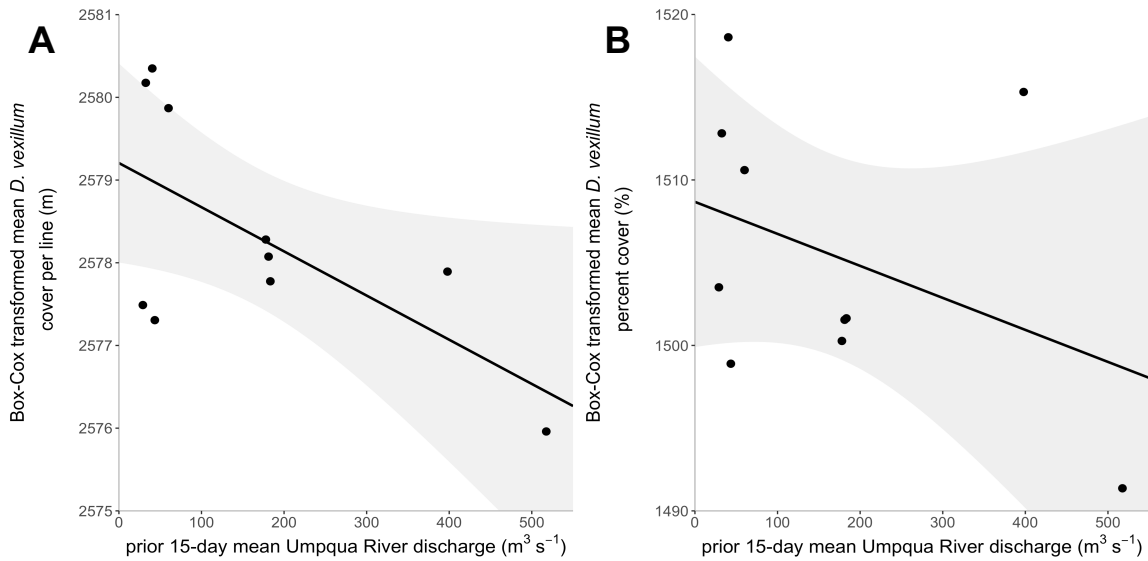 A
Box-Cox transformed mean D. vexillum
cover per line (m)
2581
2580
2579
2578
2577
2576
2575
0 100 200 300 400 500
prior 15-day mean Umpqua River discharge (m³ s⁻¹)
B
Box-Cox transformed mean D. vexillum
percent cover (%)
1520
1510
1500
1490
0 100 200 300 400 500
prior 15-day mean Umpqua River discharge (m³ s⁻¹)